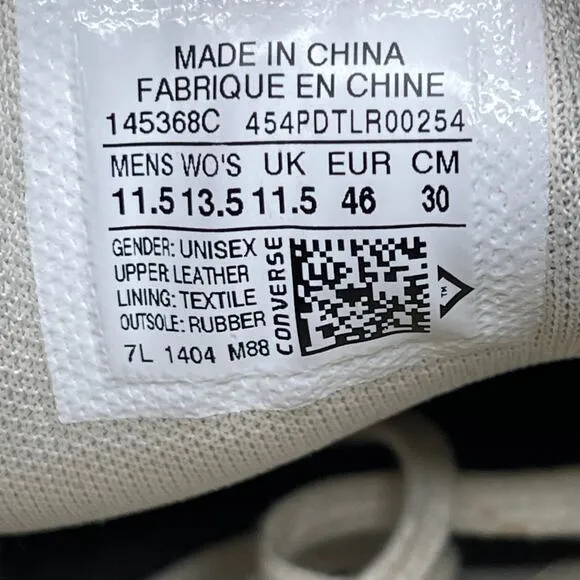 MADE IN CHINA
FABRIQUE EN CHINE
145368C 454PDTLR00254
MENS WO'S UK EUR CM
11.5 13.5 11.5 46 30
GENDER: UNISEX
UPPER: LEATHER
LINING: TEXTILE
OUTSOLE: RUBBER
7L 1404 M88
CONVERSE
TM